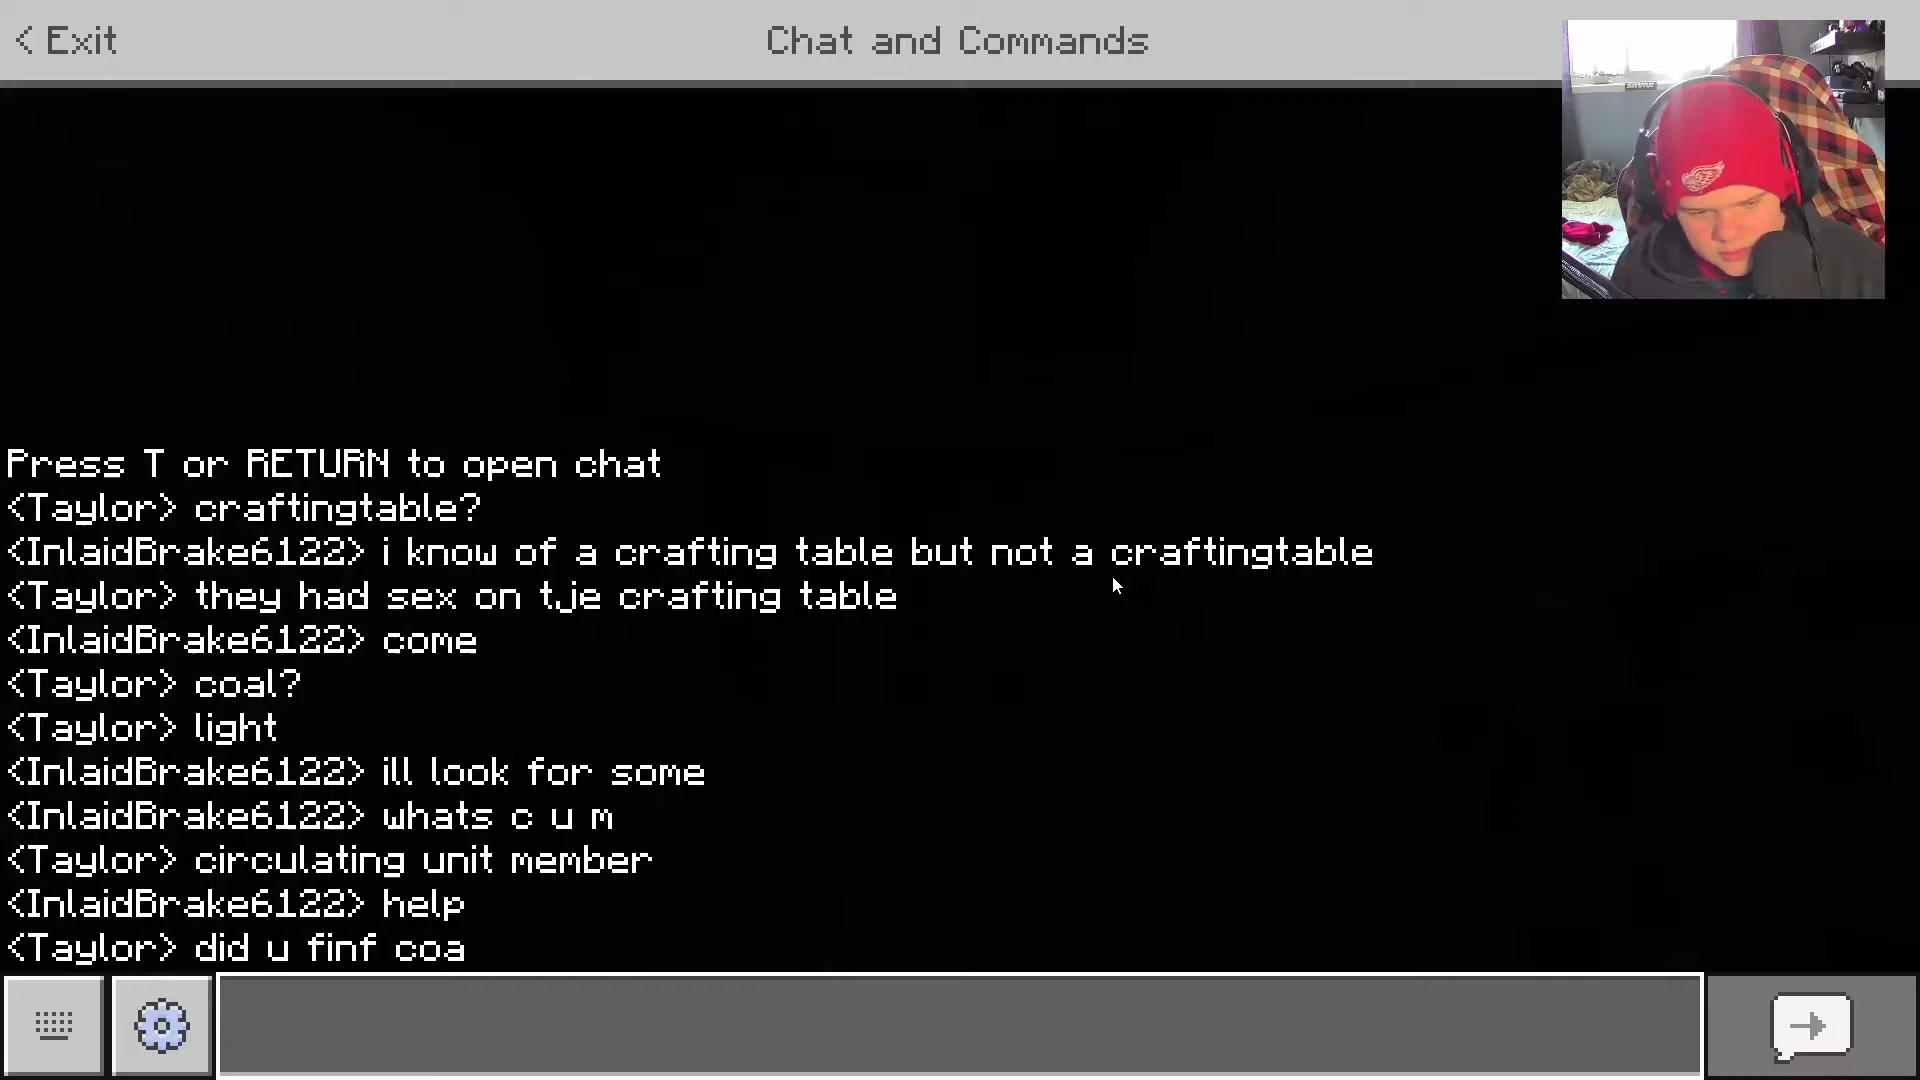 < Exit
Chat and Commands
Press T or RETURN to open chat
<Taylor> craftingtable?
<InlaidBrake6122> i know of a crafting table but not a craftingtable
<Taylor> they had sex on tje crafting table
<InlaidBrake6122> come
<Taylor> coal?
<Taylor> light
<InlaidBrake6122> ill look for some
<InlaidBrake6122> whats c u m
<Taylor> circulating unit member
<InlaidBrake6122> help
<Taylor> did u finf coa